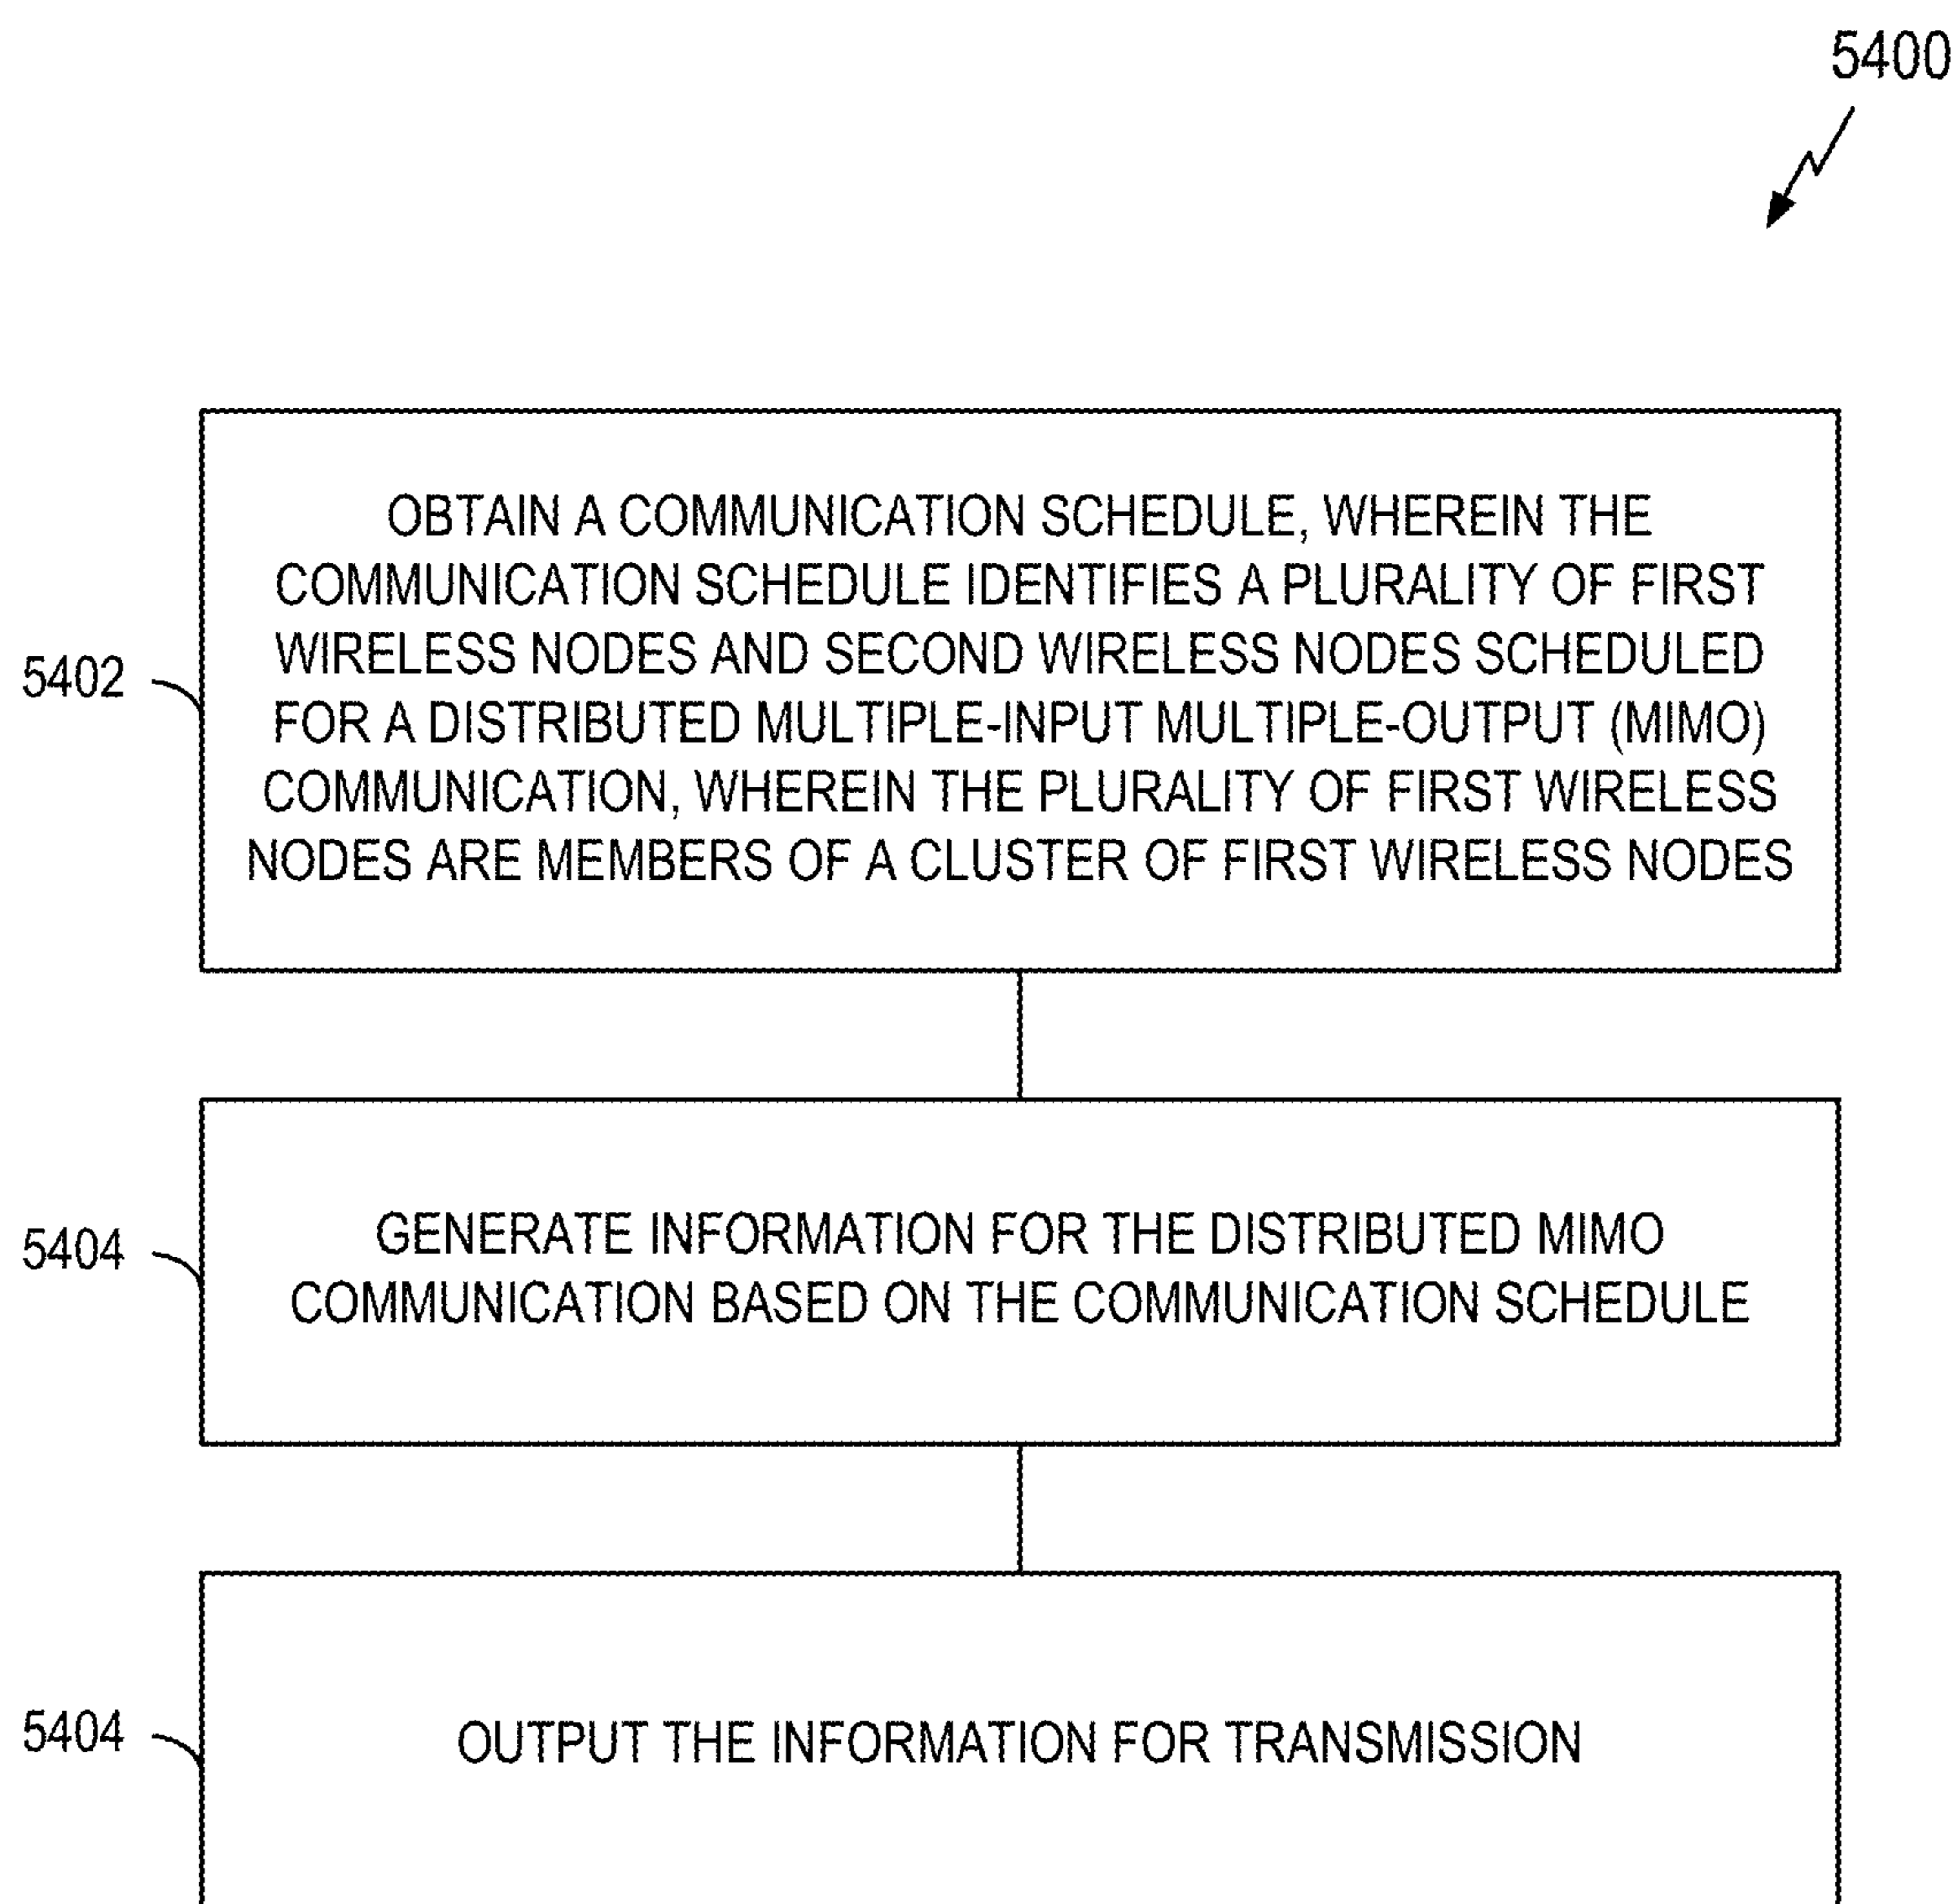 5400
OBTAIN A COMMUNICATION SCHEDULE, WHEREIN THE
COMMUNICATION SCHEDULE IDENTIFIES A PLURALITY OF FIRST
WIRELESS NODES AND SECOND WIRELESS NODES SCHEDULED
FOR A DISTRIBUTED MULTIPLE-INPUT MULTIPLE-OUTPUT (MIMO)
COMMUNICATION, WHEREIN THE PLURALITY OF FIRST WIRELESS
NODES ARE MEMBERS OF A CLUSTER OF FIRST WIRELESS NODES
5402
GENERATE INFORMATION FOR THE DISTRIBUTED MIMO
COMMUNICATION BASED ON THE COMMUNICATION SCHEDULE
5404
OUTPUT THE INFORMATION FOR TRANSMISSION
5404